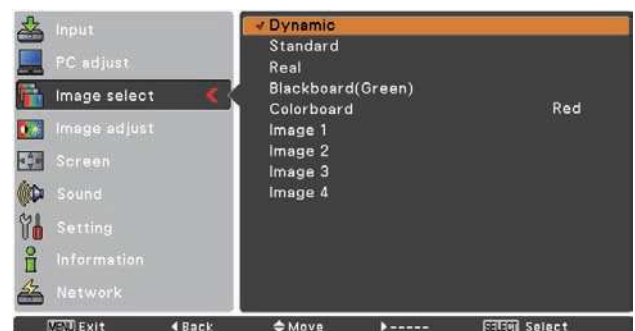 Input
PC adjust
Image select
Image adjust
Screen
Sound
Setting
Information
Network
Dynamic
Standard
Real
Blackboard(Green)
Colorboard Red
Image 1
Image 2
Image 3
Image 4
MENU Exit ◀Back Move ▶----- SELECT Select